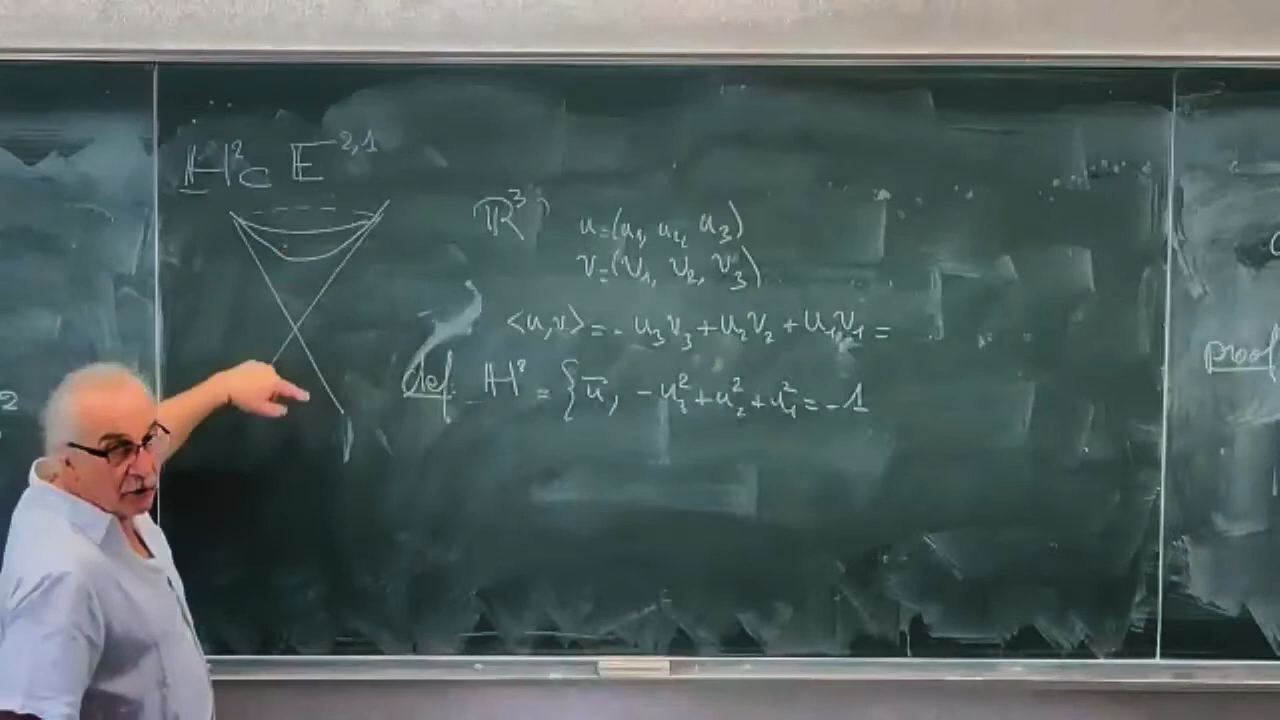 ℍ² ⊂ 𝔼^{2,1}
ℝ³
u=(u₁, u₂, u₃)
v=(v₁, v₂, v₃)
<u,v> = - u₃v₃ + u₂v₂ + u₁v₁ =
def: ℍ² = { ū, -u₃²+u₂²+u₁² = -1
2
proof